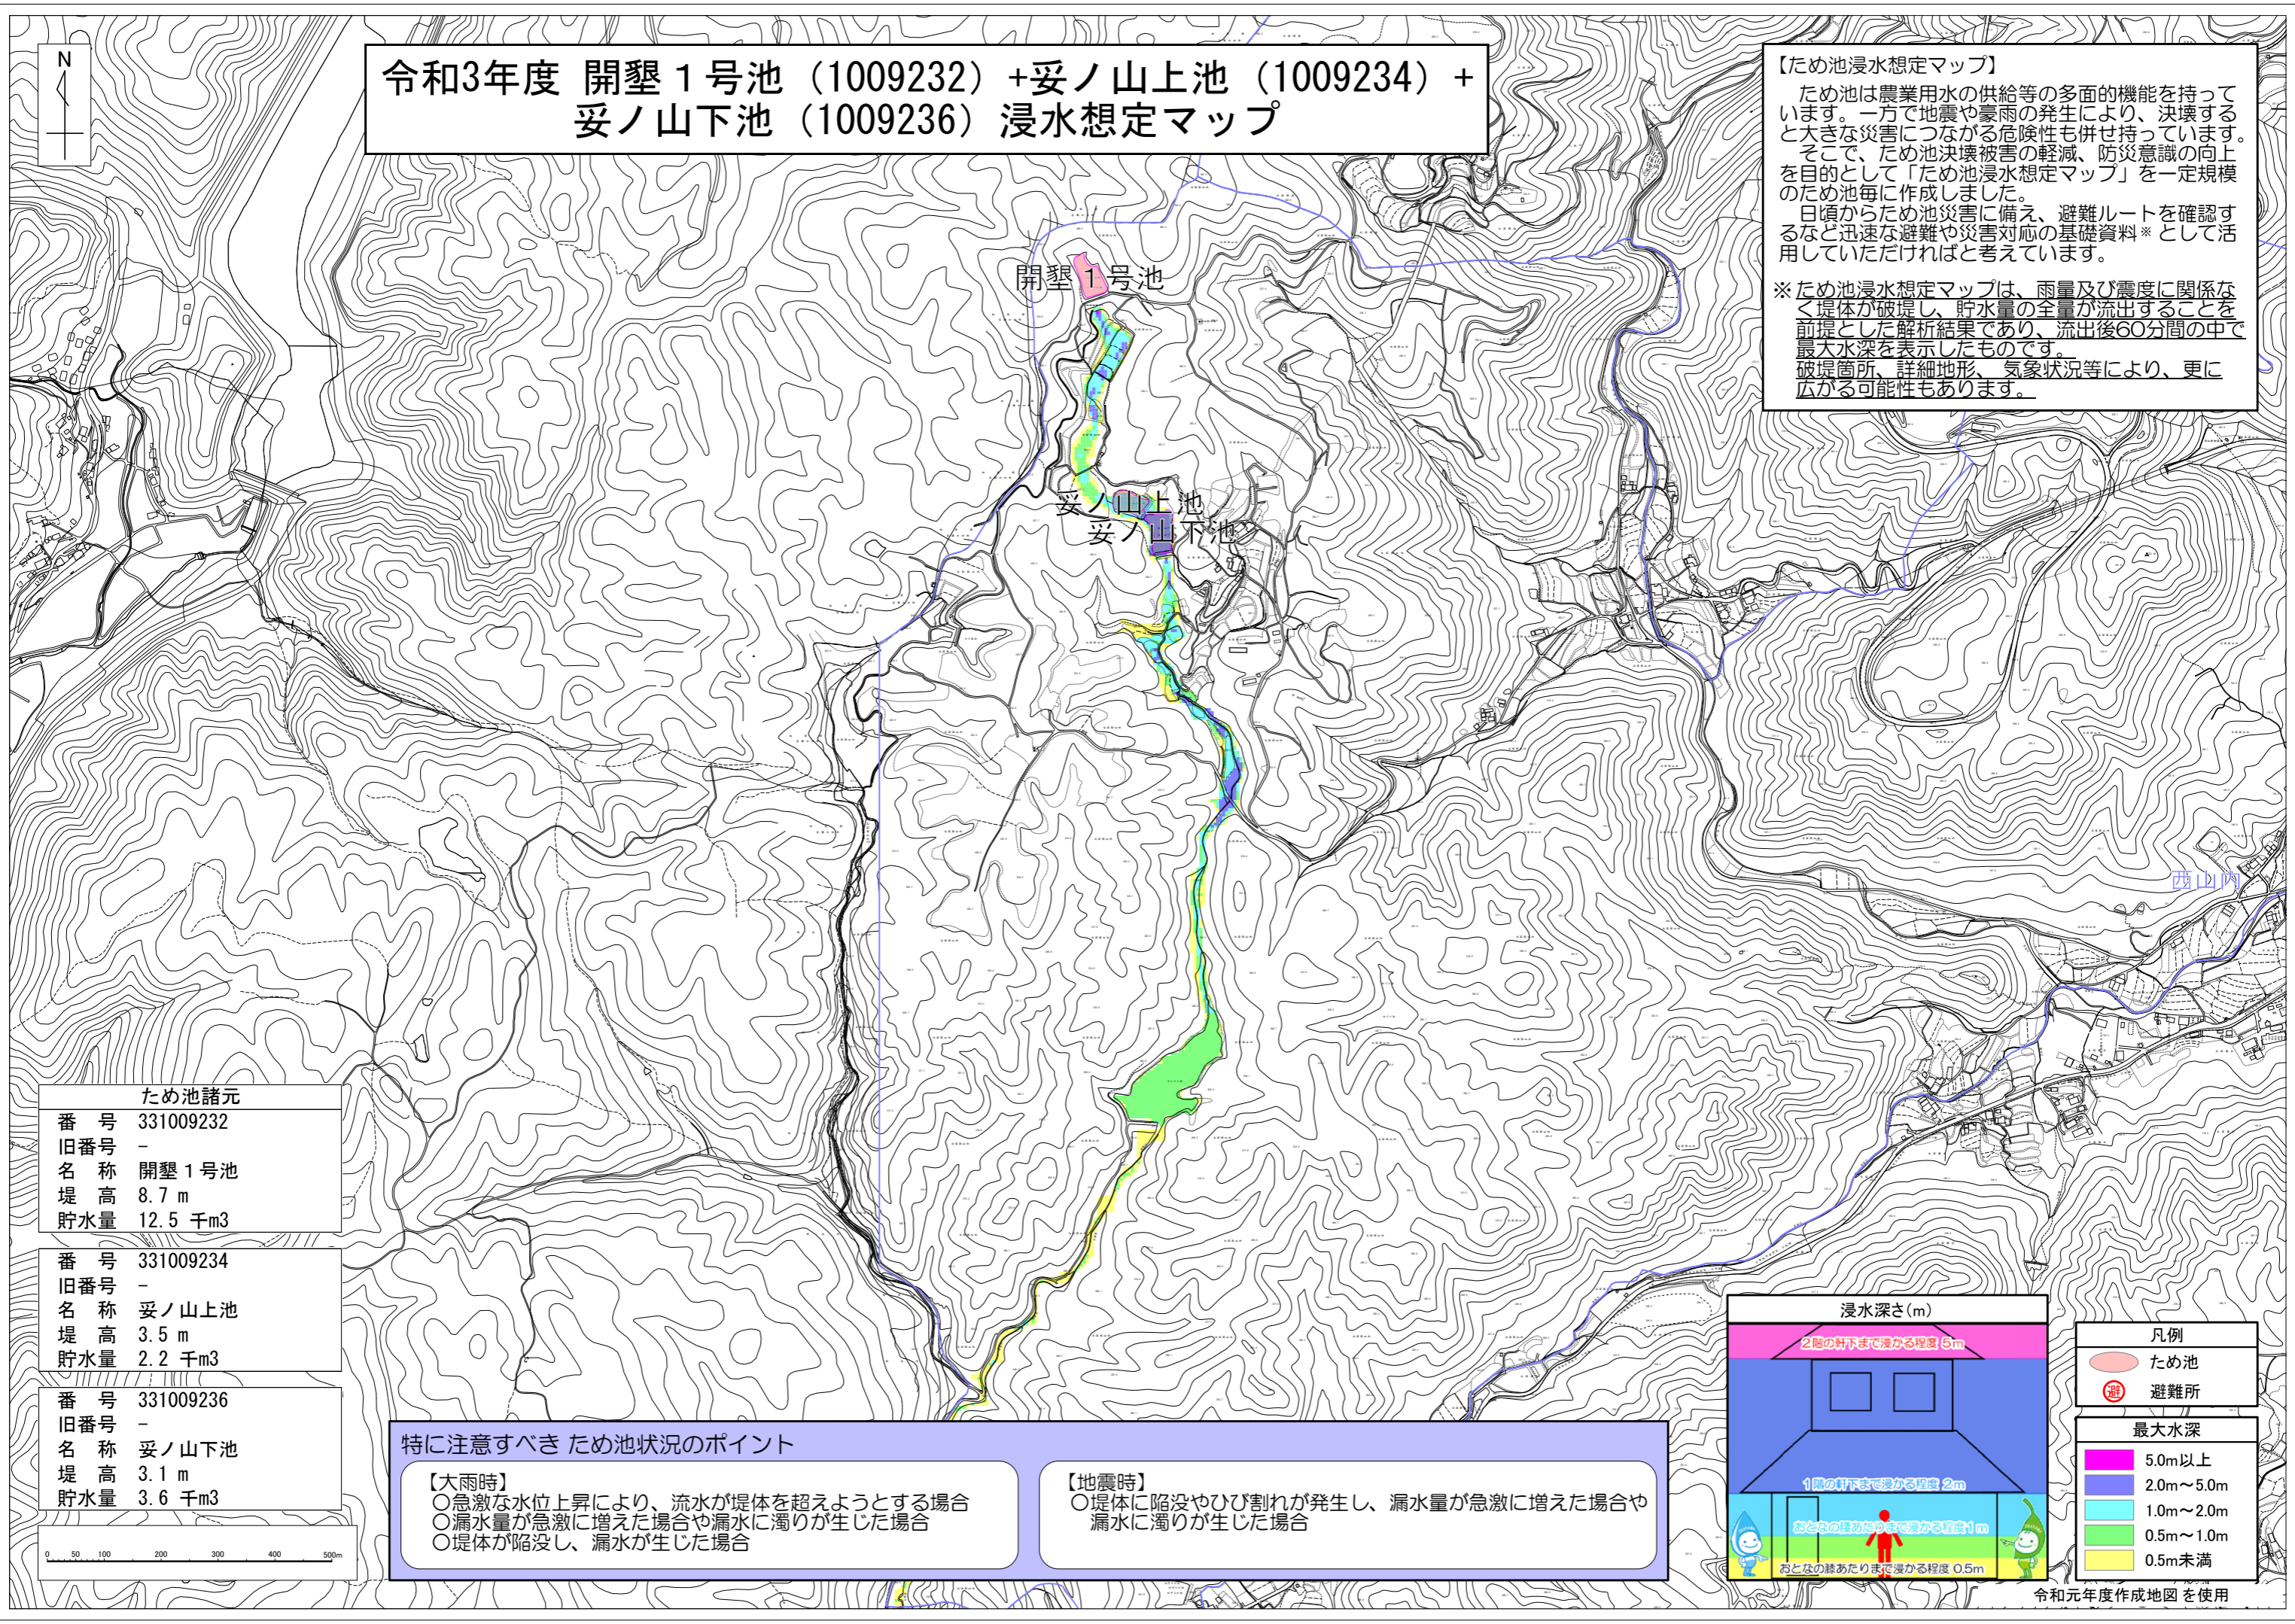 N
令和3年度 開墾１号池（1009232）+妥ノ山上池（1009234）+
妥ノ山下池（1009236）浸水想定マップ
【ため池浸水想定マップ】
ため池は農業用水の供給等の多面的機能を持って
います。一方で地震や豪雨の発生により、決壊する
と大きな災害につながる危険性も併せ持っています。
そこで、ため池決壊被害の軽減、防災意識の向上
を目的として「ため池浸水想定マップ」を一定規模
のため池毎に作成しました。
日頃からため池災害に備え、避難ルートを確認す
るなど迅速な避難や災害対応の基礎資料※として活
用していただければと考えています。
※ため池浸水想定マップは、雨量及び震度に関係な
く堤体が破堤し、貯水量の全量が流出することを
前提とした解析結果であり、流出後60分間の中で
最大水深を表示したものです。
破堤箇所、詳細地形、気象状況等により、更に
広がる可能性もあります。
開墾１号池
妥ノ山上池
妥ノ山下池
西山内
ため池諸元
番　号 331009232
旧番号 -
名　称 開墾１号池
堤　高 8.7 m
貯水量 12.5 千m3
番　号 331009234
旧番号 -
名　称 妥ノ山上池
堤　高 3.5 m
貯水量 2.2 千m3
番　号 331009236
旧番号 -
名　称 妥ノ山下池
堤　高 3.1 m
貯水量 3.6 千m3
0 50 100 200 300 400 500m
特に注意すべき ため池状況のポイント
【大雨時】
○急激な水位上昇により、流水が堤体を超えようとする場合
○漏水量が急激に増えた場合や漏水に濁りが生じた場合
○堤体が陥没し、漏水が生じた場合
【地震時】
○堤体に陥没やひび割れが発生し、漏水量が急激に増えた場合や
漏水に濁りが生じた場合
浸水深さ(m)
2階の軒下まで浸かる程度 5m
1階の軒下まで浸かる程度 2m
おとなの腰あたりまで浸かる程度 1m
おとなの膝あたりまで浸かる程度 0.5m
凡例
ため池
避 避難所
最大水深
5.0m以上
2.0m～5.0m
1.0m～2.0m
0.5m～1.0m
0.5m未満
令和元年度作成地図を使用